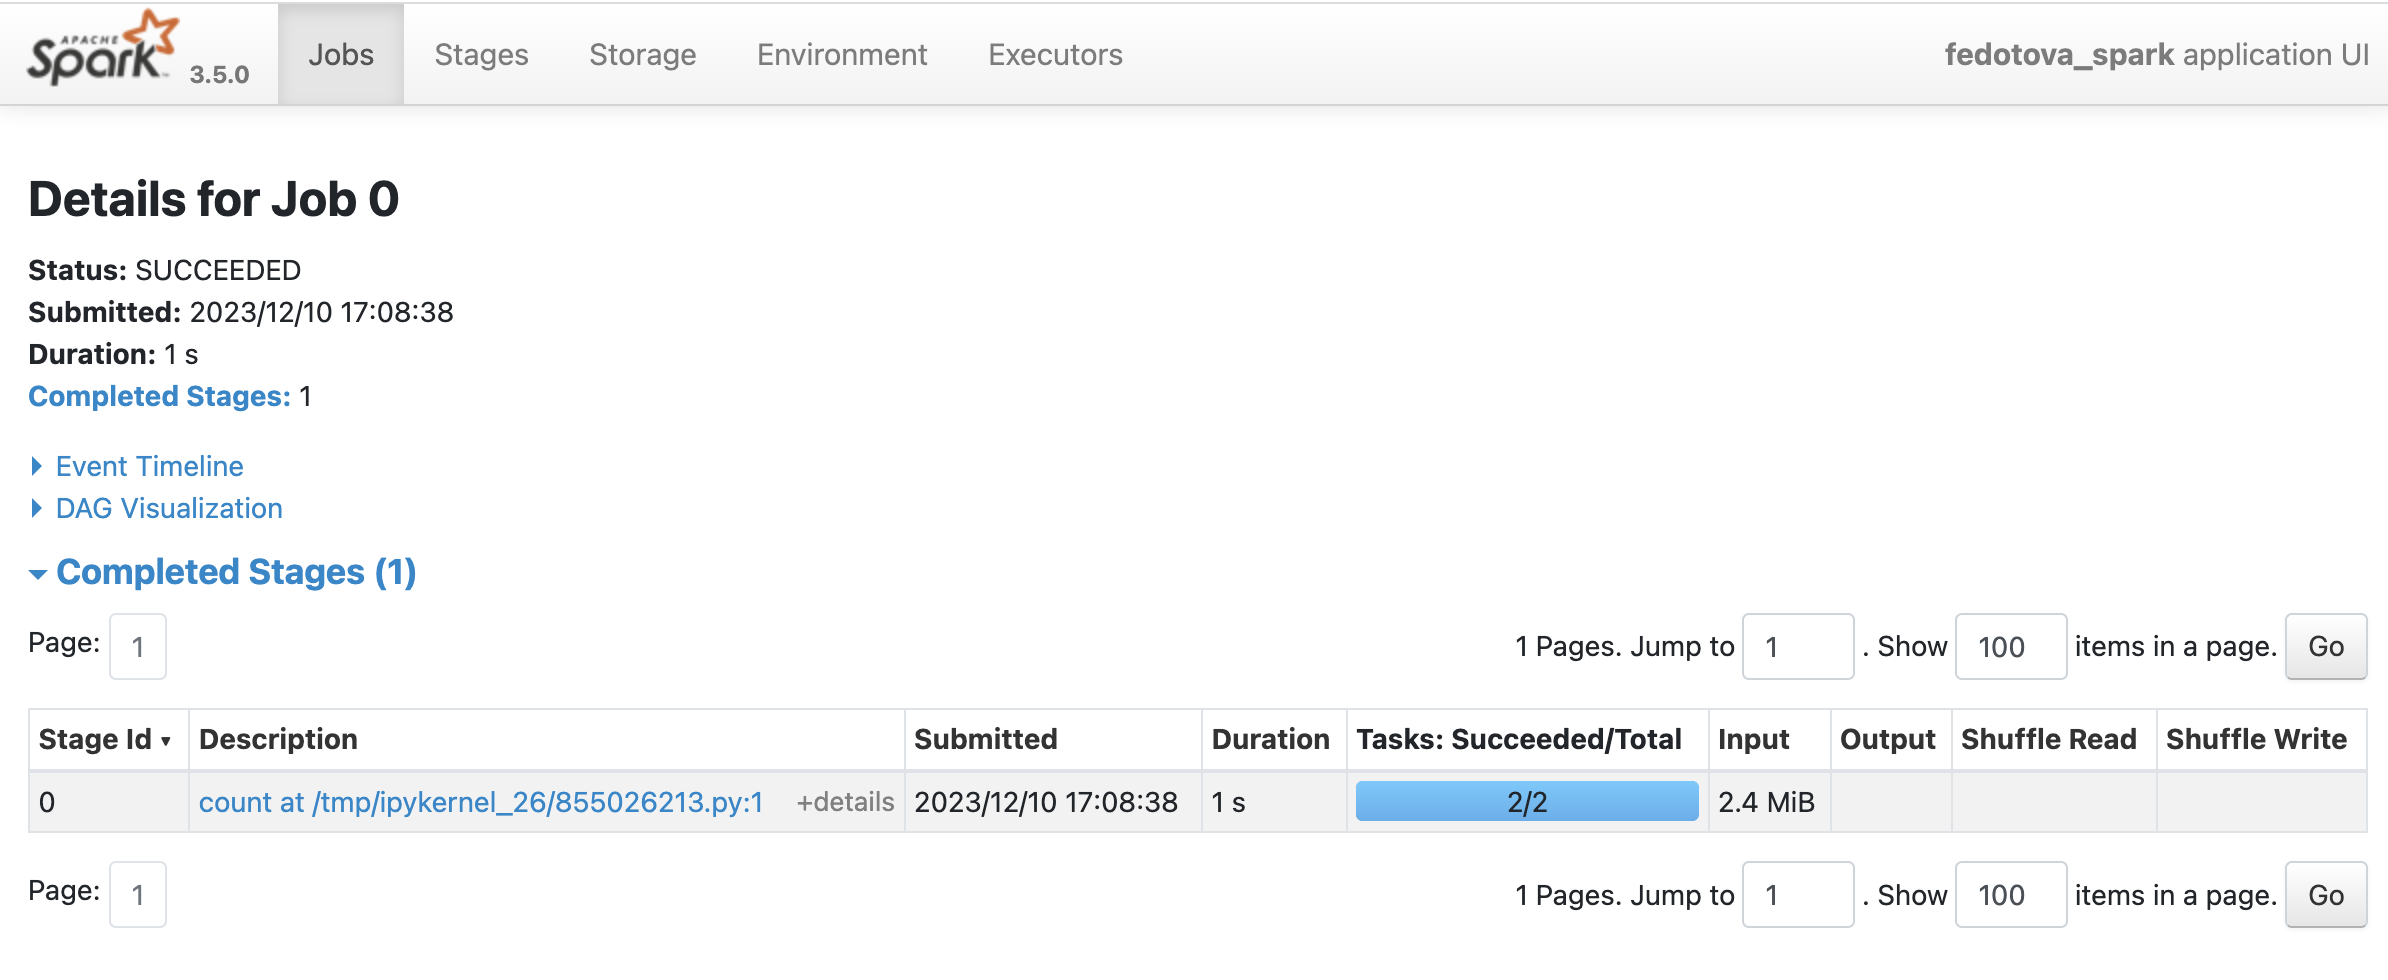 APACHE
Spark 3.5.0 Jobs Stages Storage Environment Executors fedotova_spark application UI
Details for Job 0
Status: SUCCEEDED
Submitted: 2023/12/10 17:08:38
Duration: 1 s
Completed Stages: 1
Event Timeline
DAG Visualization
Completed Stages (1)
Page: 1 1 Pages. Jump to 1 . Show 100 items in a page. Go
Stage Id ▾ Description Submitted Duration Tasks: Succeeded/Total Input Output Shuffle Read Shuffle Write
0 count at /tmp/ipykernel_26/855026213.py:1 +details 2023/12/10 17:08:38 1 s 2/2 2.4 MiB
Page: 1 1 Pages. Jump to 1 . Show 100 items in a page. Go